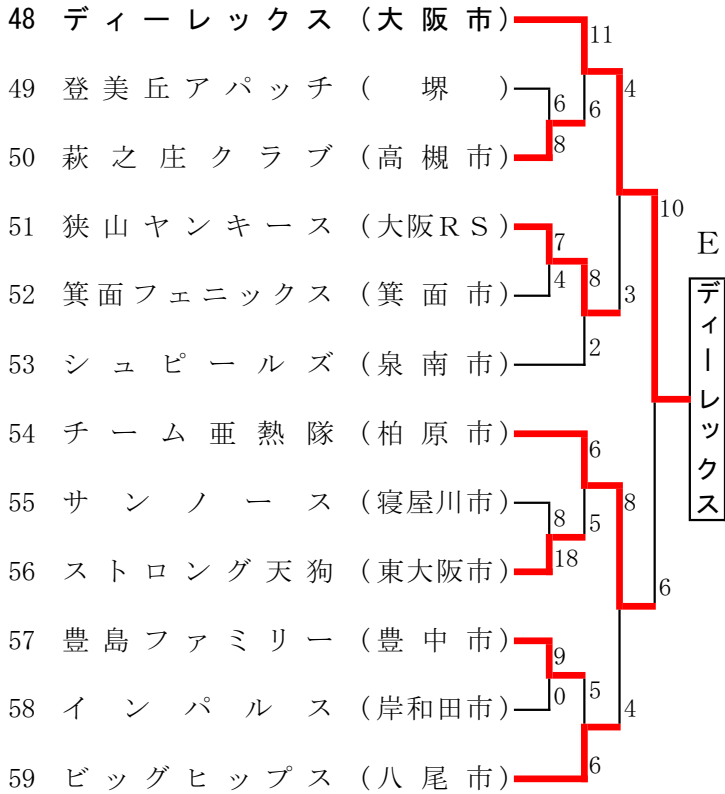 48 ディーレックス (大阪市)
49 登美丘アパッチ (堺)
50 萩之庄クラブ (高槻市)
51 狭山ヤンキース (大阪RS)
52 箕面フェニックス (箕面市)
53 シュピールズ (泉南市)
54 チーム亜熱隊 (柏原市)
55 サンノース (寝屋川市)
56 ストロング天狗 (東大阪市)
57 豊島ファミリー (豊中市)
58 インパルス (岸和田市)
59 ビッグヒップス (八尾市)
11
6
6
8
4
7
4
8
2
3
10
6
8
18
5
8
9
0
5
6
4
6
E
ディーレックス